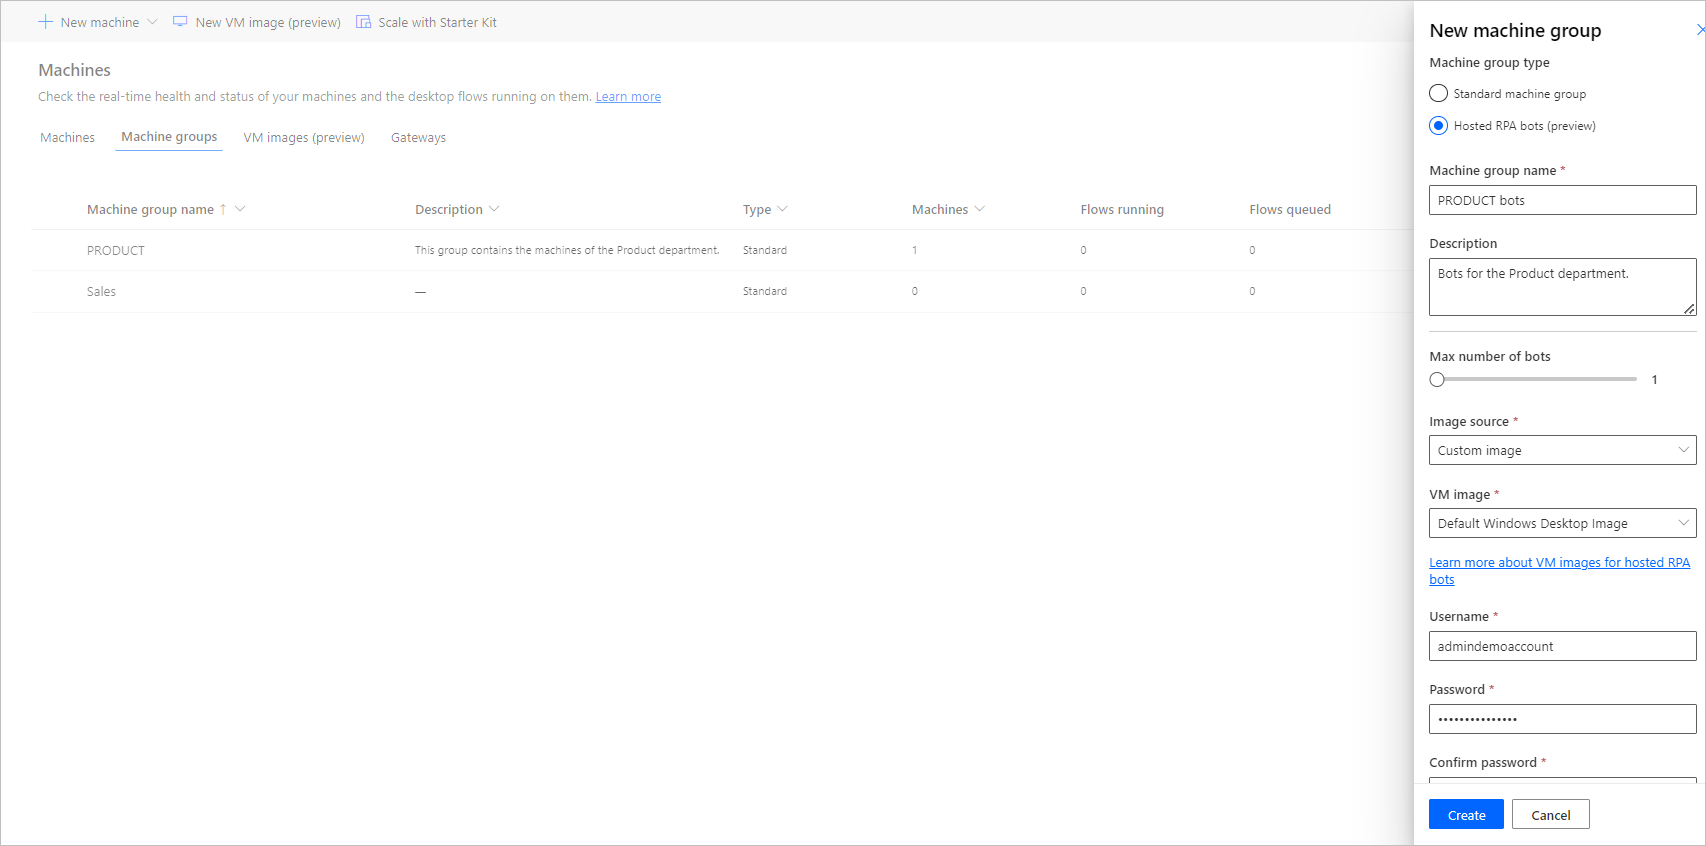 New machine
New VM image (preview)
Scale with Starter Kit
Machines
Check the real-time health and status of your machines and the desktop flows running on them. Learn more
Machines
Machine groups
VM images (preview)
Gateways
Machine group name ↑
Description
Type
Machines
Flows running
Flows queued
PRODUCT
This group contains the machines of the Product department.
Standard
1
0
0
Sales
—
Standard
0
0
0
New machine group
Machine group type
Standard machine group
Hosted RPA bots (preview)
Machine group name *
PRODUCT bots
Description
Bots for the Product department.
Max number of bots
1
Image source *
Custom image
VM image *
Default Windows Desktop Image
Learn more about VM images for hosted RPA
bots
Username *
admindemoaccount
Password *
•••••••••••••••
Confirm password *
Create
Cancel